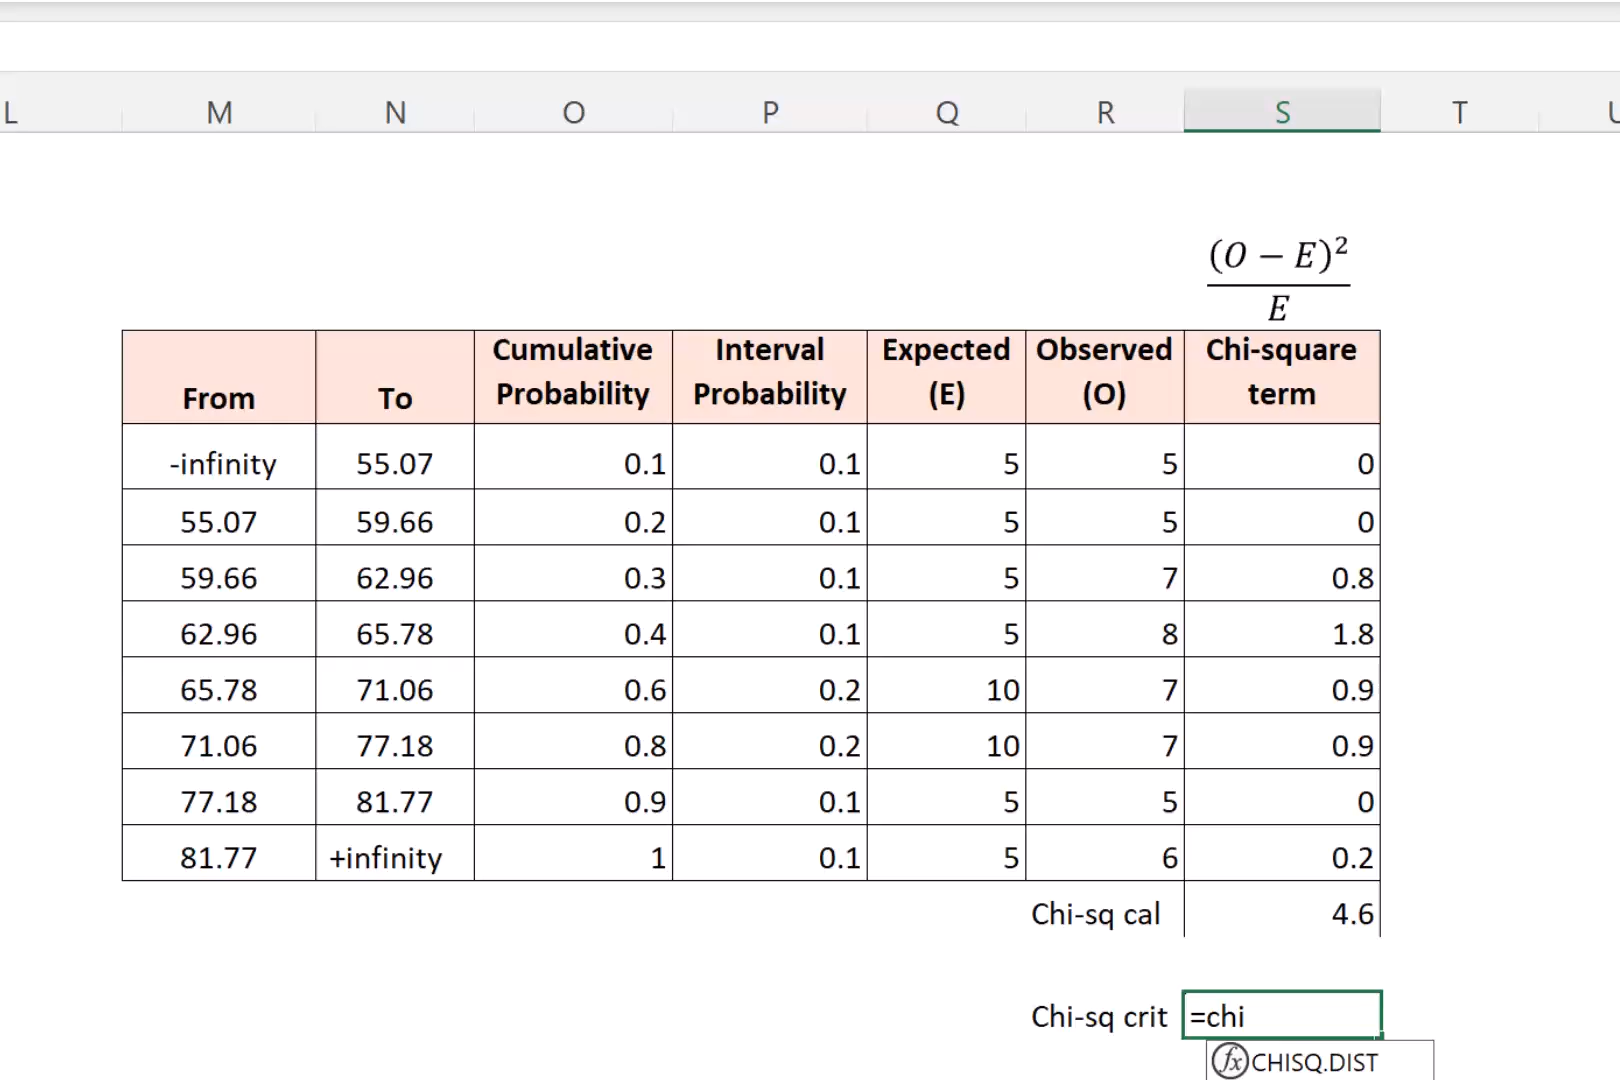 L M N O P Q R S T U
(O − E)²
E
From To Cumulative Probability Interval Probability Expected (E) Observed (O) Chi-square term
-infinity 55.07 0.1 0.1 5 5 0
55.07 59.66 0.2 0.1 5 5 0
59.66 62.96 0.3 0.1 5 7 0.8
62.96 65.78 0.4 0.1 5 8 1.8
65.78 71.06 0.6 0.2 10 7 0.9
71.06 77.18 0.8 0.2 10 7 0.9
77.18 81.77 0.9 0.1 5 5 0
81.77 +infinity 1 0.1 5 6 0.2
Chi-sq cal 4.6
Chi-sq crit =chi
fx CHISQ.DIST